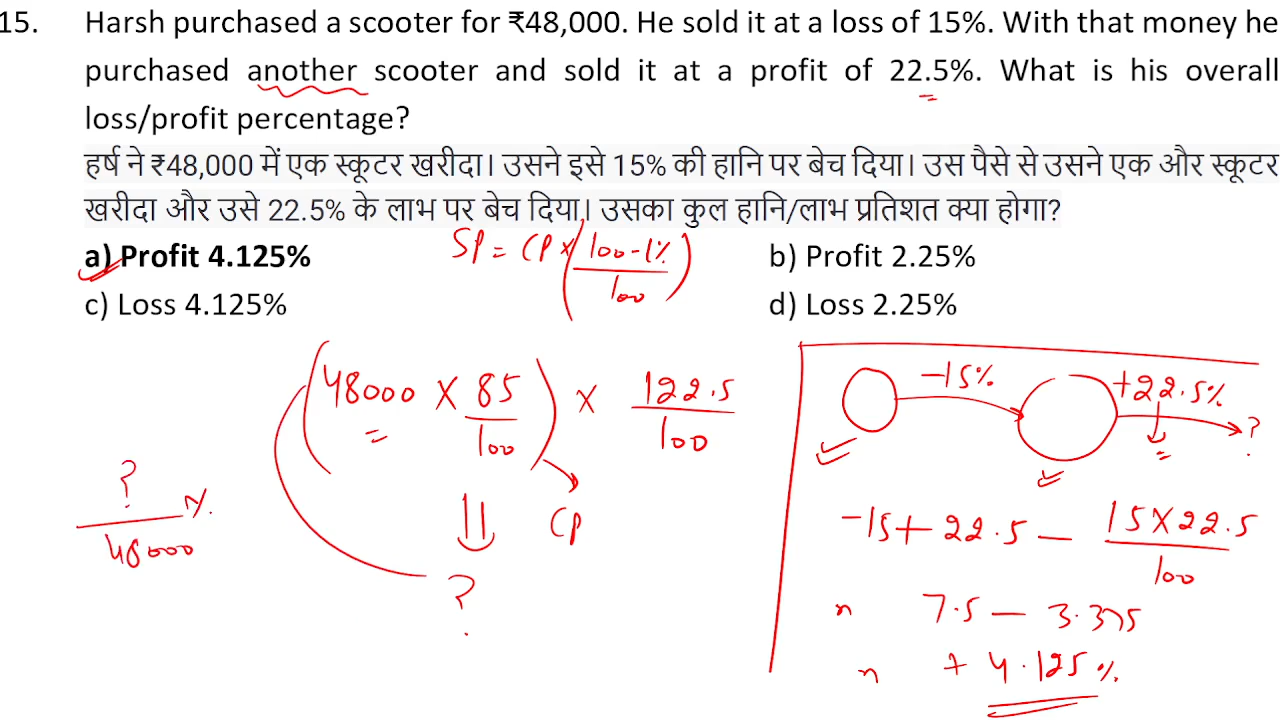 15. Harsh purchased a scooter for ₹48,000. He sold it at a loss of 15%. With that money he
purchased another scooter and sold it at a profit of 22.5%. What is his overall
loss/profit percentage?
हर्ष ने ₹48,000 में एक स्कूटर खरीदा। उसने इसे 15% की हानि पर बेच दिया। उस पैसे से उसने एक और स्कूटर
खरीदा और उसे 22.5% के लाभ पर बेच दिया। उसका कुल हानि/लाभ प्रतिशत क्या होगा?
a) Profit 4.125%
b) Profit 2.25%
c) Loss 4.125%
d) Loss 2.25%
SP = CP × (100 - l% / 100)
(48000 × 85/100) × 122.5/100
CP
?
?/48000 %
-15% +22.5% ?
-15 + 22.5 - 15×22.5/100
7.5 - 3.375
+ 4.125%